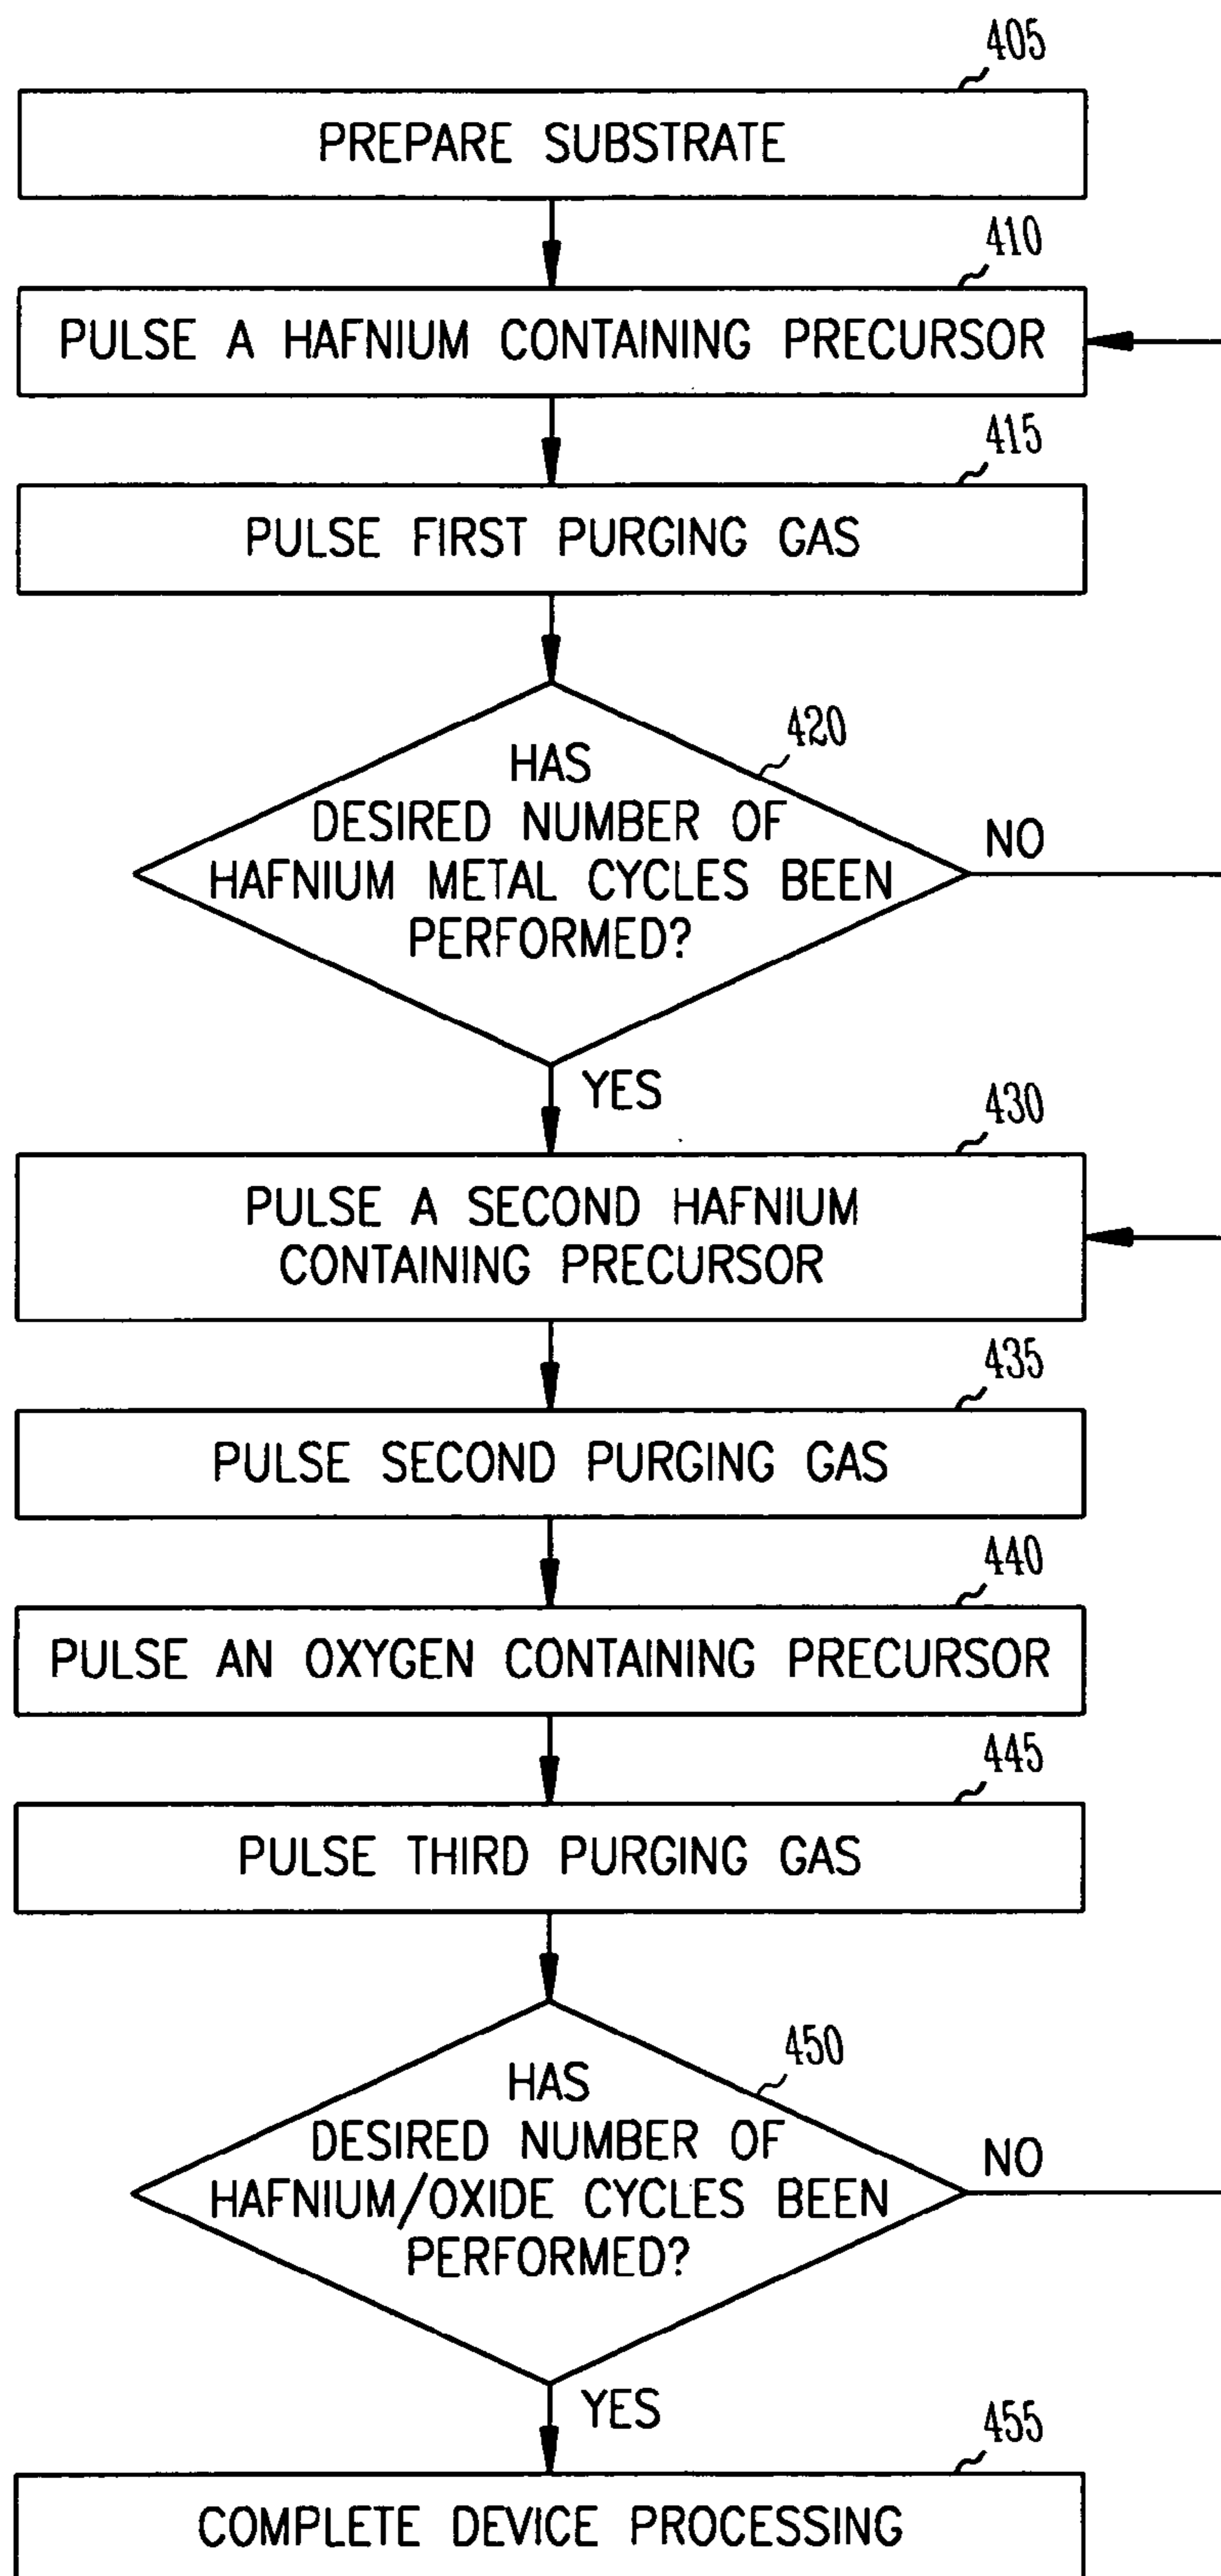 405
PREPARE SUBSTRATE
410
PULSE A HAFNIUM CONTAINING PRECURSOR
415
PULSE FIRST PURGING GAS
420
HAS
DESIRED NUMBER OF
HAFNIUM METAL CYCLES BEEN
PERFORMED?
NO
YES
430
PULSE A SECOND HAFNIUM
CONTAINING PRECURSOR
435
PULSE SECOND PURGING GAS
440
PULSE AN OXYGEN CONTAINING PRECURSOR
445
PULSE THIRD PURGING GAS
450
HAS
DESIRED NUMBER OF
HAFNIUM/OXIDE CYCLES BEEN
PERFORMED?
NO
YES
455
COMPLETE DEVICE PROCESSING